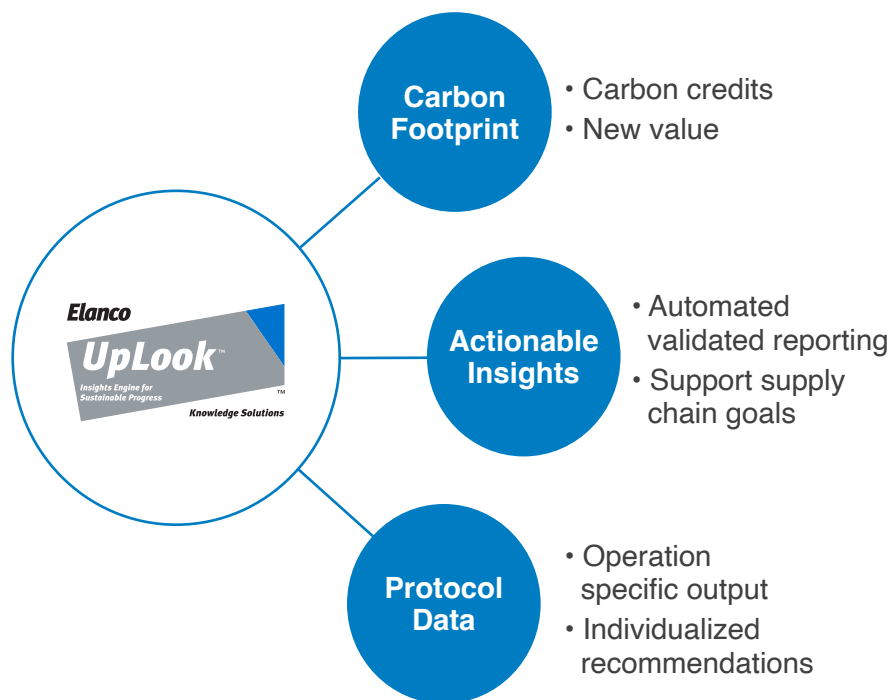 Carbon
Footprint
• Carbon credits
• New value
Elanco
UpLook™
Insights Engine for
Sustainable Progress
™
Knowledge Solutions
Actionable
Insights
• Automated
validated reporting
• Support supply
chain goals
Protocol
Data
• Operation
specific output
• Individualized
recommendations